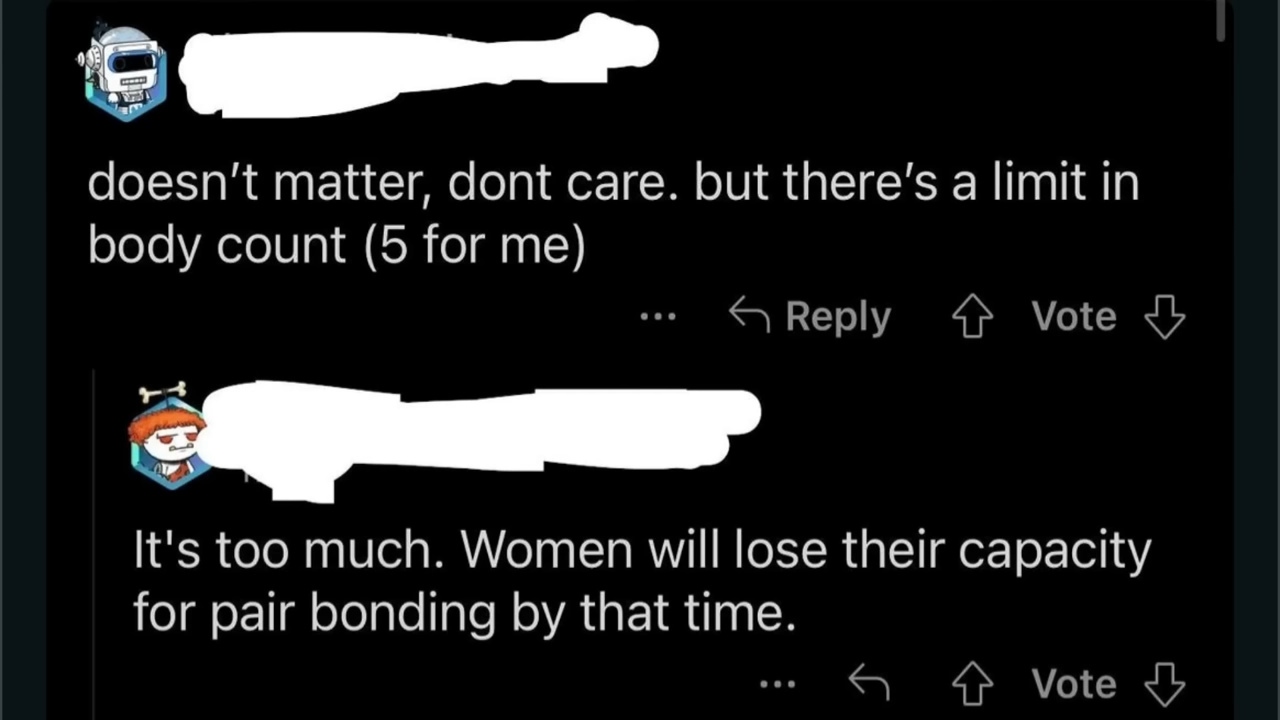 doesn’t matter, dont care. but there’s a limit in
body count (5 for me)
... Reply Vote
It's too much. Women will lose their capacity
for pair bonding by that time.
... Vote